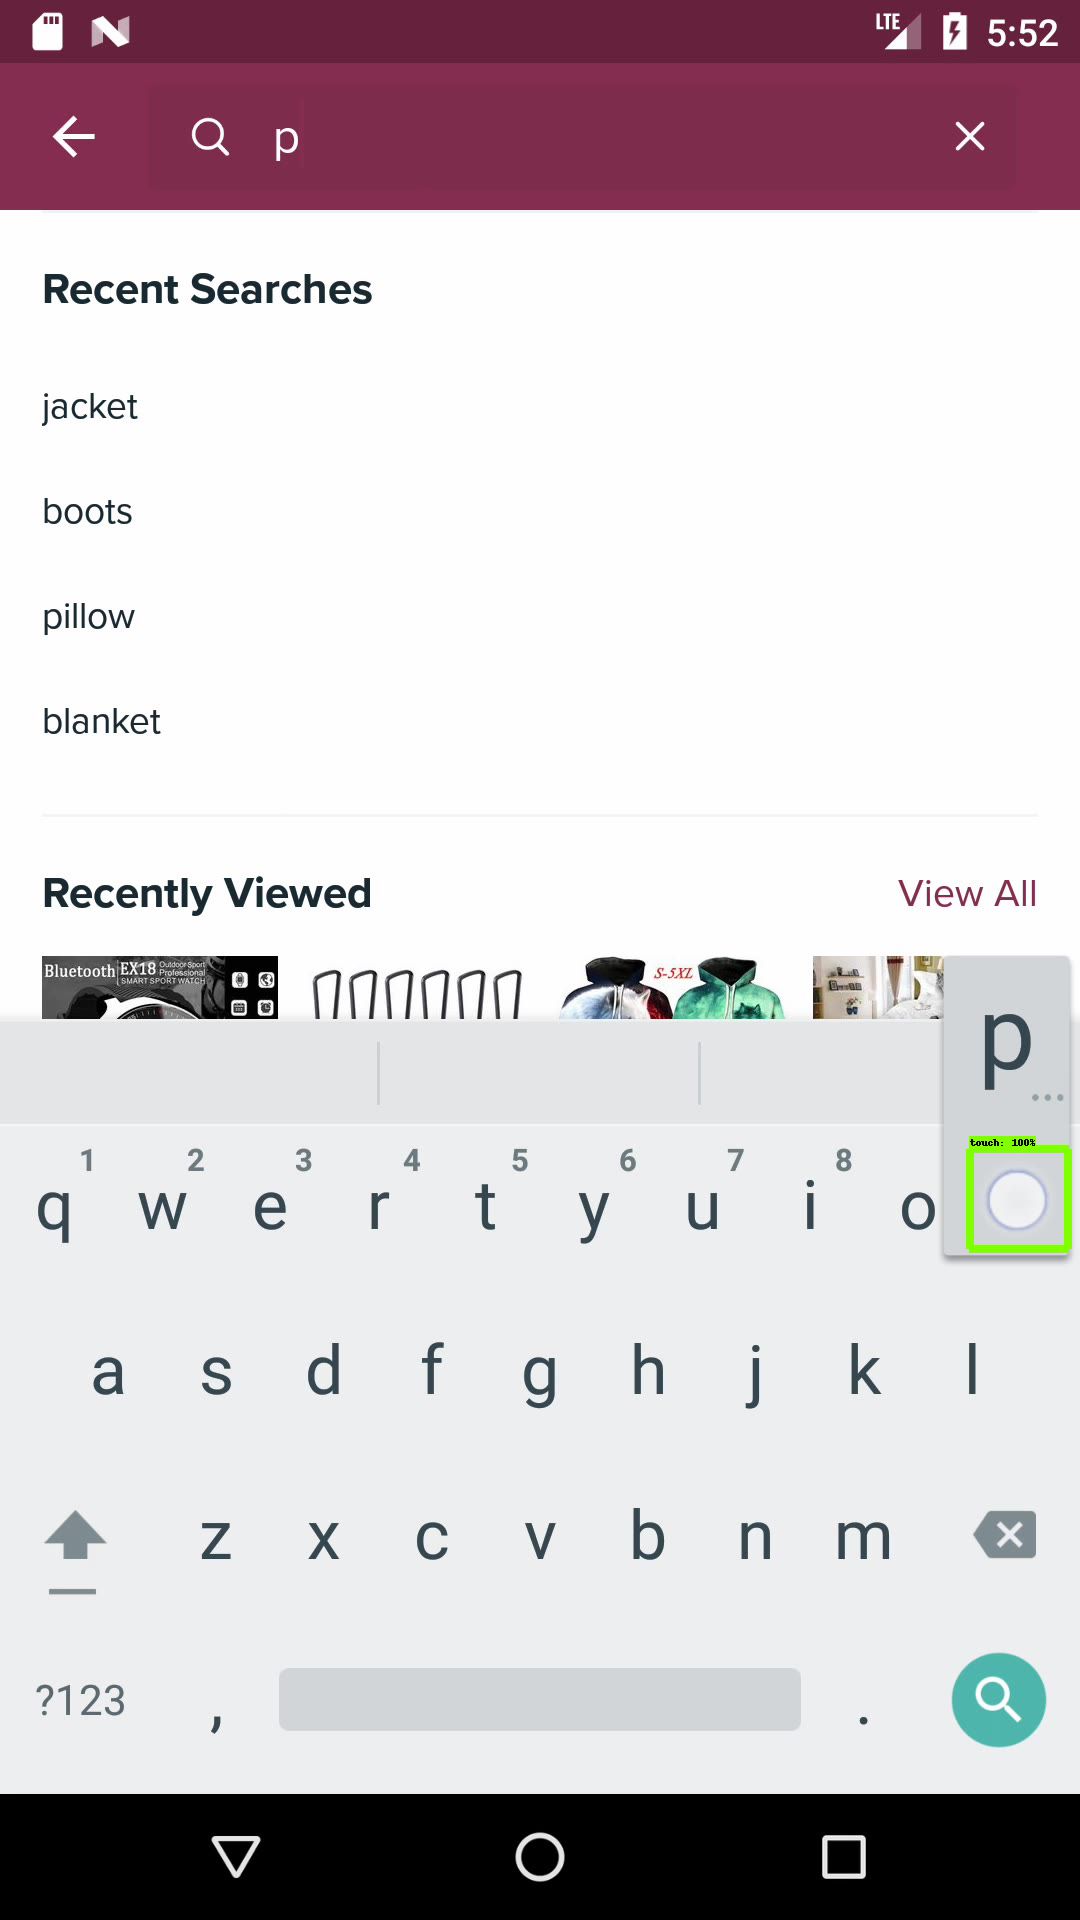 LTE 5:52
p
Recent Searches
jacket
boots
pillow
blanket
Recently Viewed View All
Bluetooth EX18 Outdoor Sport Professional
SMART SPORT WATCH
S-5XL
p
touch: 100%
1 2 3 4 5 6 7 8
q w e r t y u i o
a s d f g h j k l
z x c v b n m
?123 , .